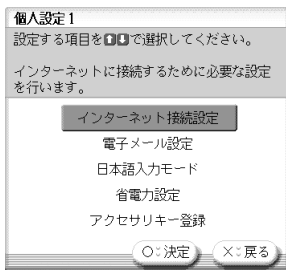 個人設定1
設定する項目を⬆⬇で選択してください。
インターネットに接続するために必要な設定
を行います。
インターネット接続設定
電子メール設定
日本語入力モード
省電力設定
アクセサリキー登録
○:決定 ×:戻る